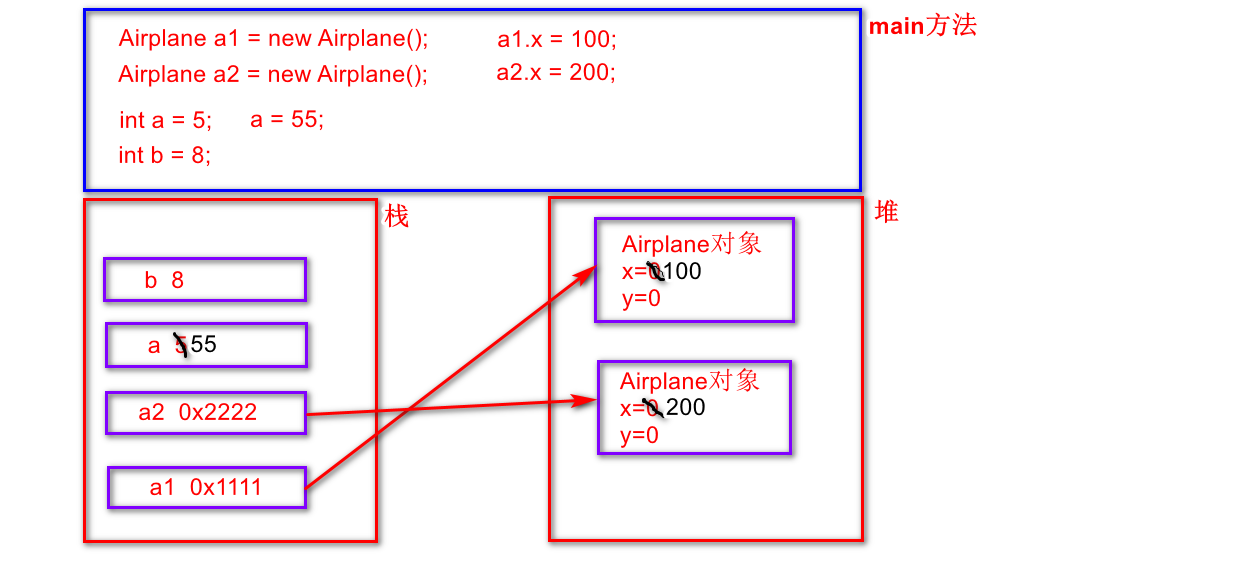 Airplane a1 = new Airplane(); a1.x = 100;
Airplane a2 = new Airplane(); a2.x = 200;
int a = 5; a = 55;
int b = 8;
main方法
栈
b 8
a 5 55
a2 0x2222
a1 0x1111
堆
Airplane对象
x=0 100
y=0
Airplane对象
x=0 200
y=0